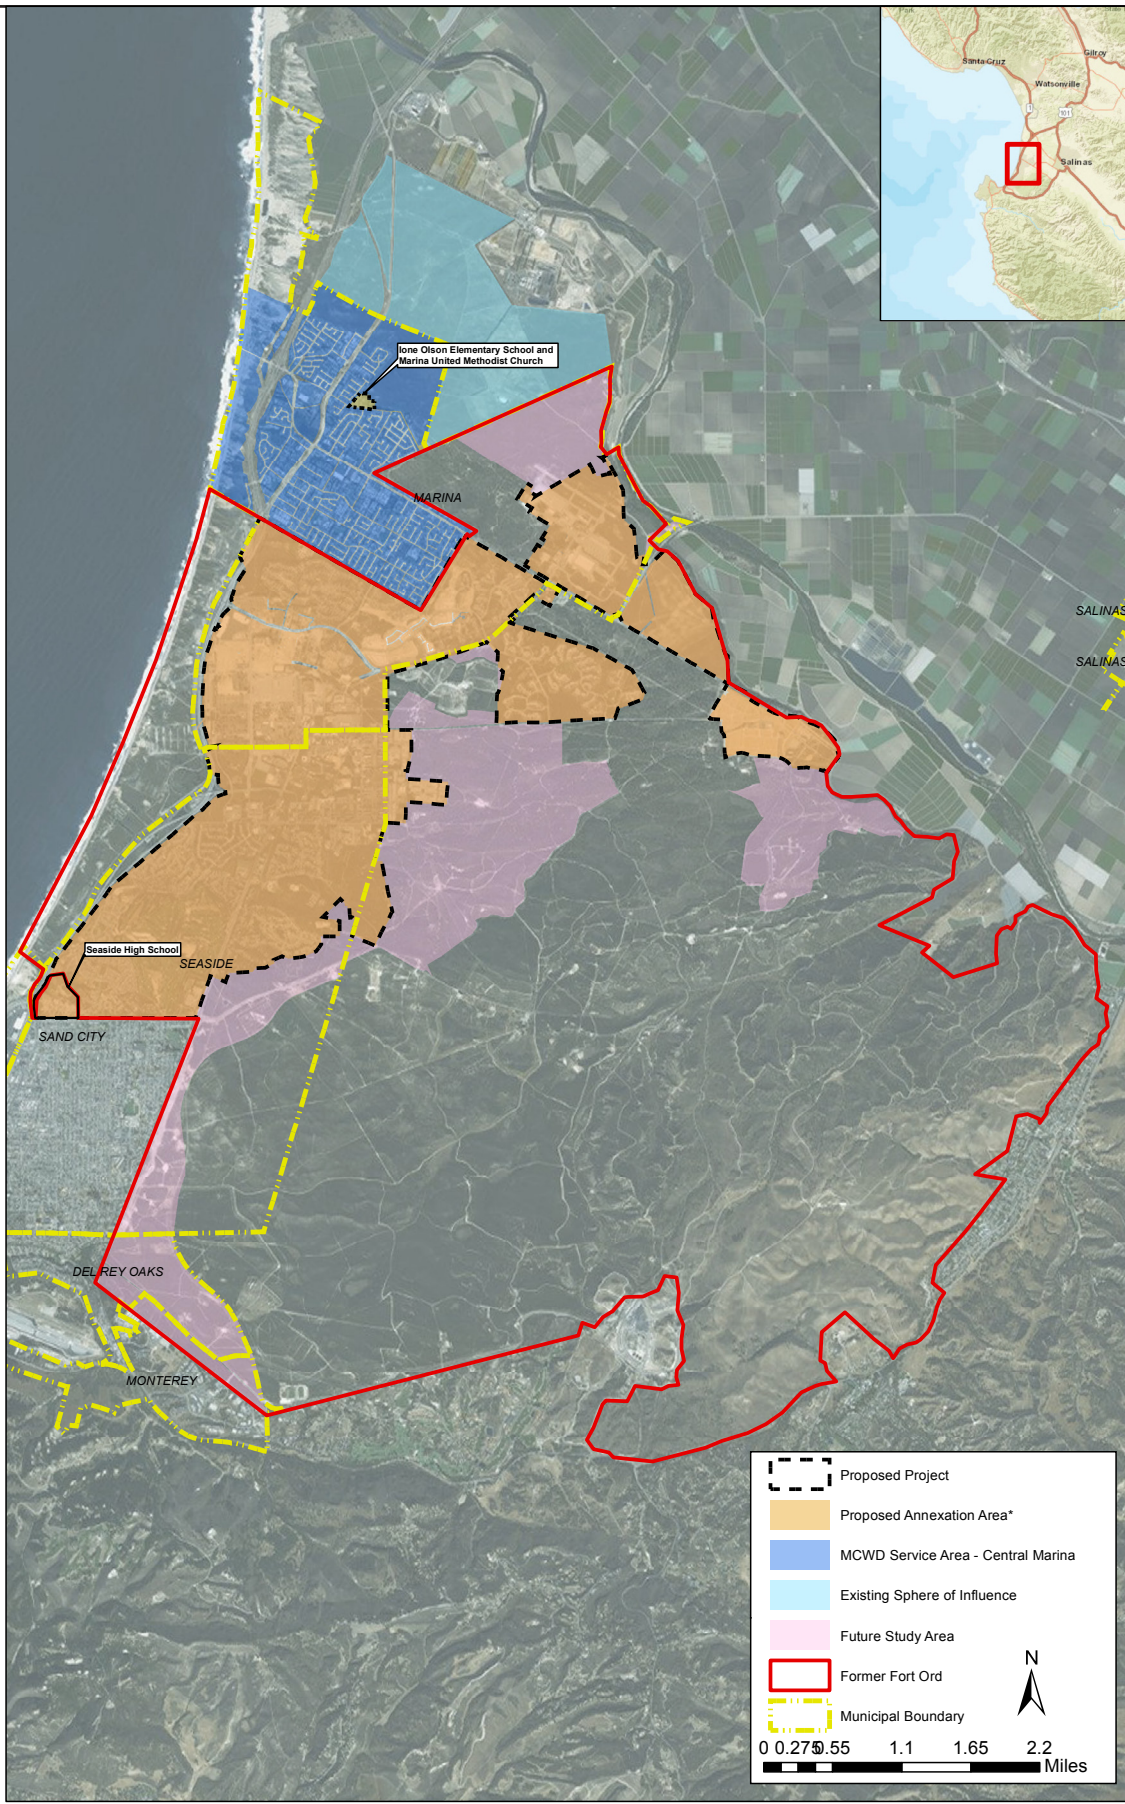 Santa Cruz
Gilroy
Watsonville
1
101
Salinas
Ione Olson Elementary School and
Marina United Methodist Church
MARINA
SALINAS
SALINAS
Seaside High School
SEASIDE
SAND CITY
DEL REY OAKS
MONTEREY
Proposed Project
Proposed Annexation Area*
MCWD Service Area - Central Marina
Existing Sphere of Influence
Future Study Area
Former Fort Ord
Municipal Boundary
N
0 0.275 0.55 1.1 1.65 2.2
Miles